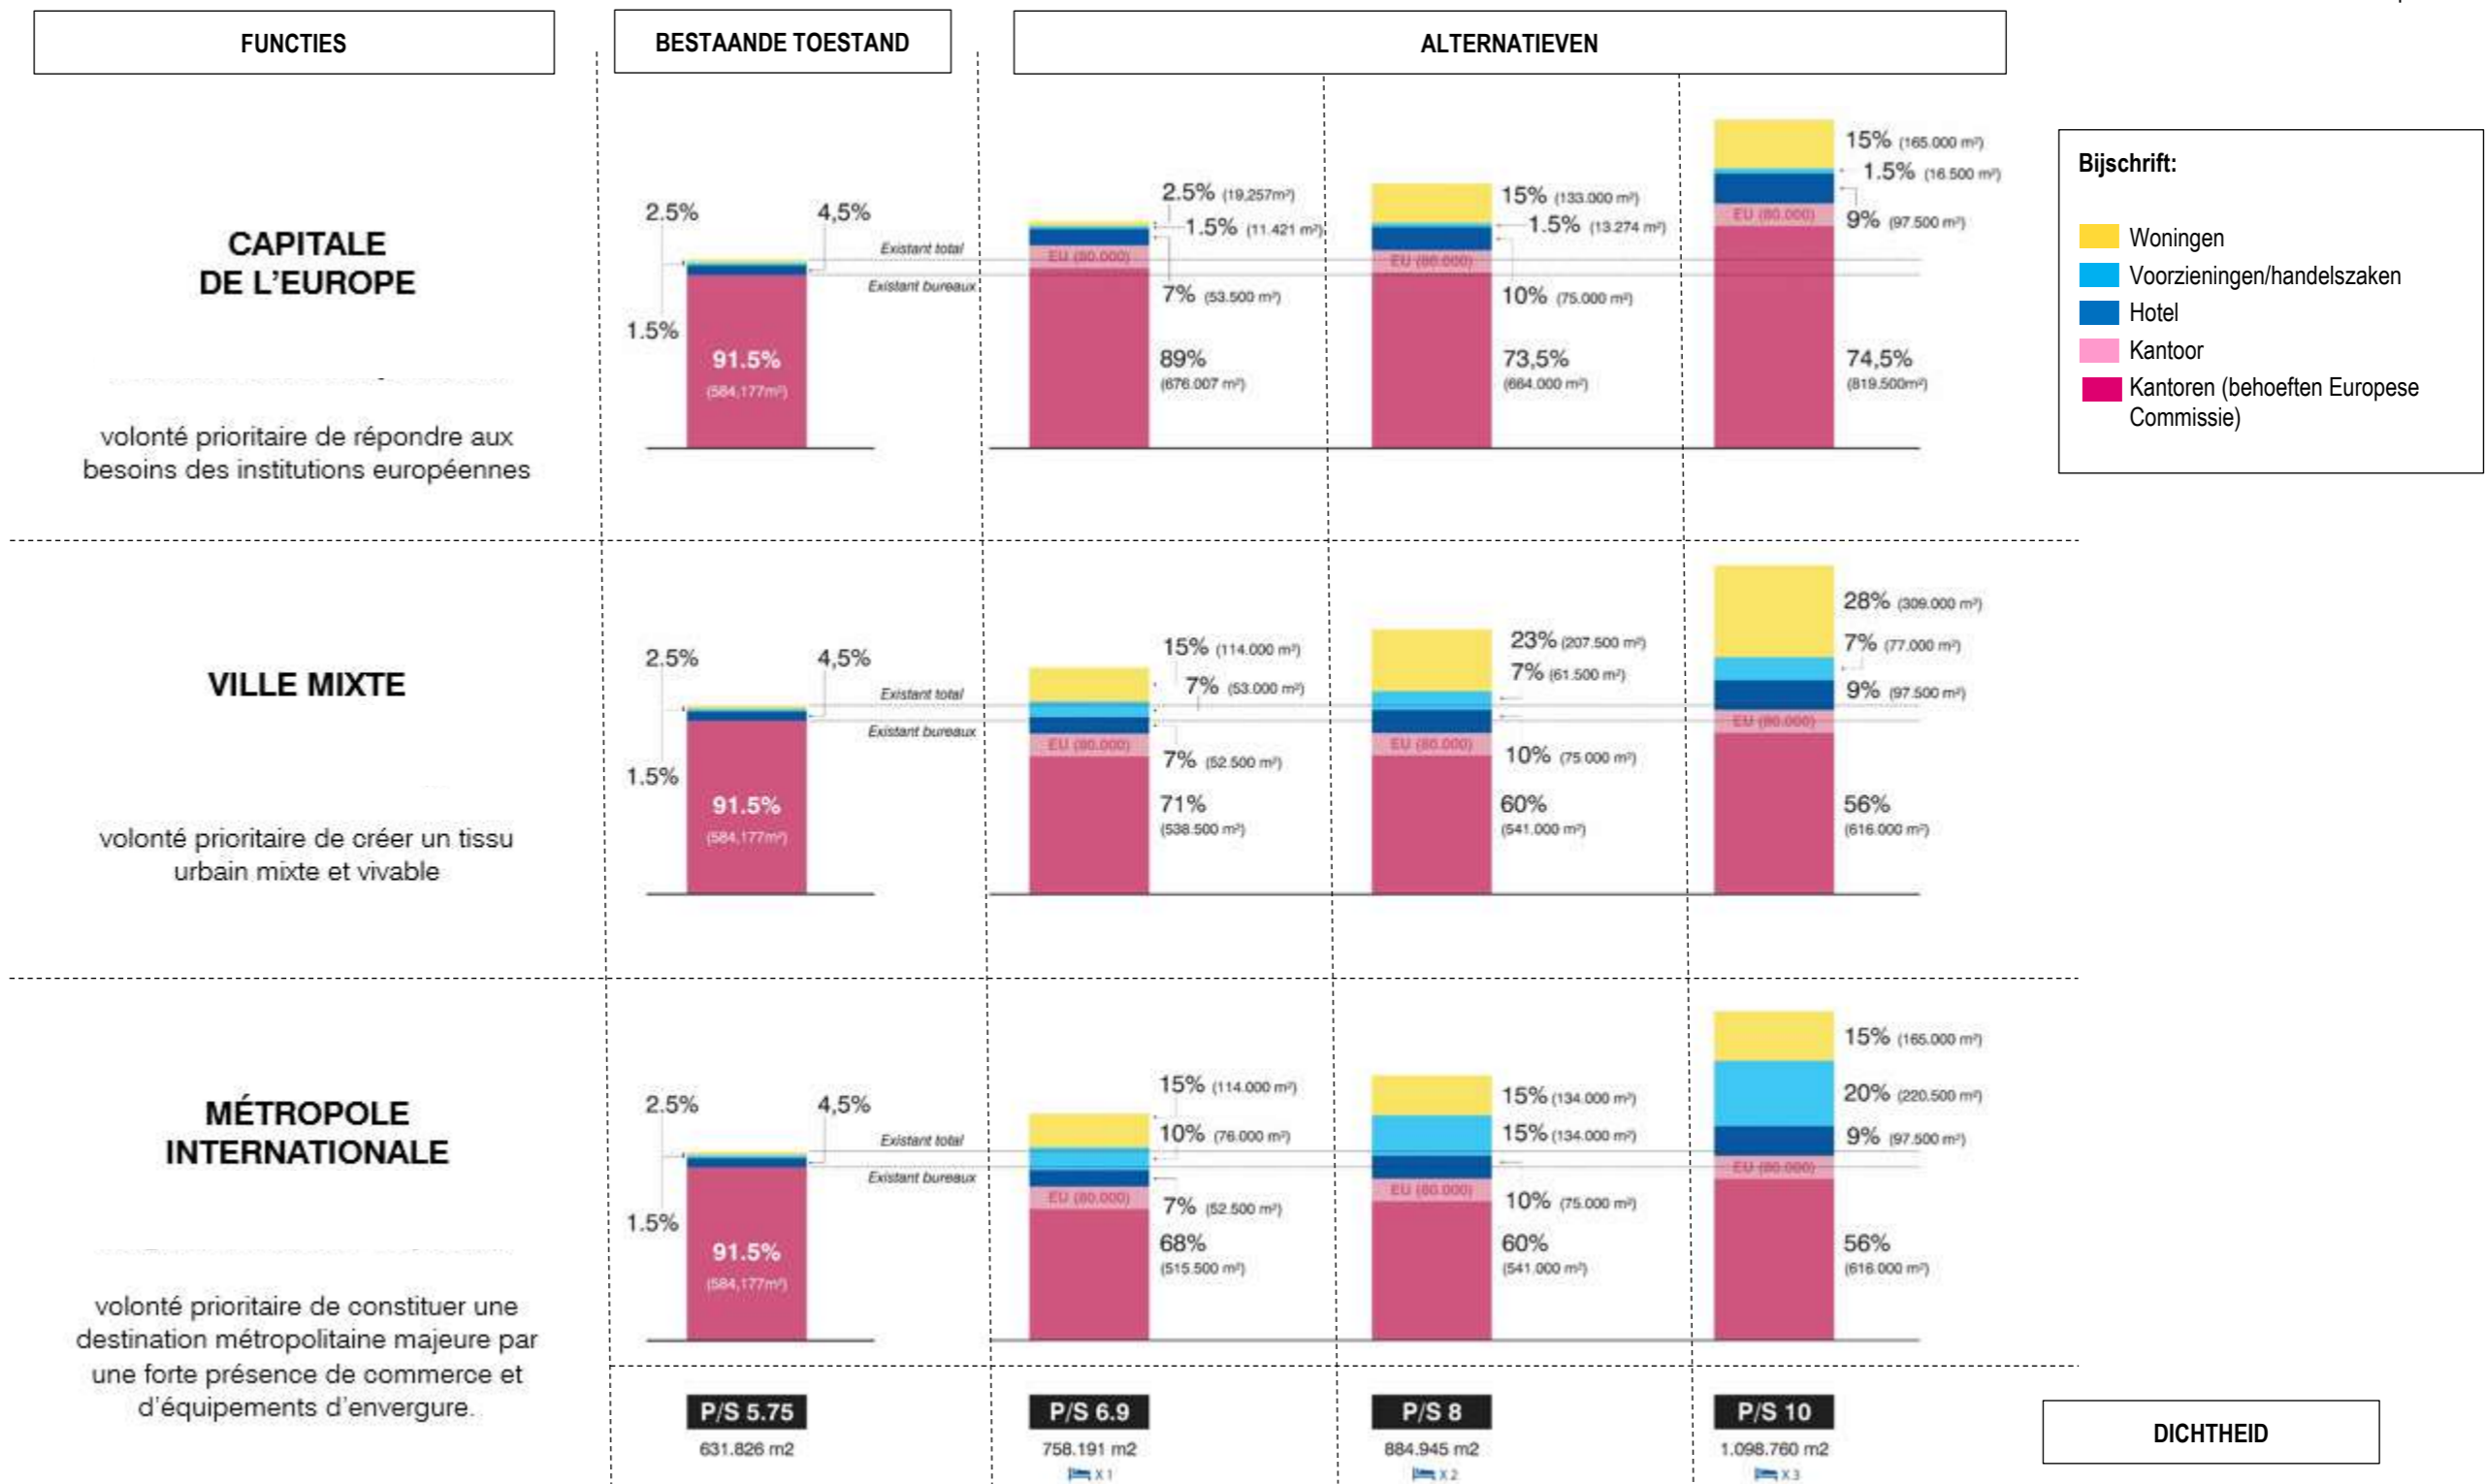 FUNCTIES
BESTAANDE TOESTAND
ALTERNATIEVEN
CAPITALE
DE L'EUROPE
volonté prioritaire de répondre aux
besoins des institutions européennes
2.5%
4,5%
1.5%
91.5%
(584,177m²)
Existant total
Existant bureaux
2.5% (19,257m²)
1.5% (11.421 m²)
EU (80.000)
7% (53.500 m²)
89%
(676.007 m²)
15% (133.000 m²)
1.5% (13.274 m²)
EU (80.000)
10% (75.000 m²)
73,5%
(664.000 m²)
15% (165.000 m²)
1.5% (16.500 m²)
EU (80.000)
9% (97.500 m²)
74,5%
(819.500m²)
Bijschrift:
Woningen
Voorzieningen/handelszaken
Hotel
Kantoor
Kantoren (behoeften Europese
Commissie)
VILLE MIXTE
volonté prioritaire de créer un tissu
urbain mixte et vivable
2.5%
4,5%
1.5%
91.5%
(584,177m²)
Existant total
Existant bureaux
15% (114.000 m²)
7% (53.000 m²)
EU (80.000)
7% (52.500 m²)
71%
(538.500 m²)
23% (207.500 m²)
7% (61.500 m²)
EU (80.000)
10% (75.000 m²)
60%
(541.000 m²)
28% (309.000 m²)
7% (77.000 m²)
9% (97.500 m²)
EU (80.000)
56%
(616.000 m²)
MÉTROPOLE
INTERNATIONALE
volonté prioritaire de constituer une
destination métropolitaine majeure par
une forte présence de commerce et
d'équipements d'envergure.
2.5%
4,5%
1.5%
91.5%
(584,177m²)
Existant total
Existant bureaux
15% (114.000 m²)
10% (76.000 m²)
EU (80.000)
7% (52.500 m²)
68%
(515.500 m²)
15% (134.000 m²)
15% (134.000 m²)
EU (80.000)
10% (75.000 m²)
60%
(541.000 m²)
15% (165.000 m²)
20% (220.500 m²)
9% (97.500 m²)
EU (80.000)
56%
(616.000 m²)
P/S 5.75
631.826 m2
P/S 6.9
758.191 m2
X 1
P/S 8
884.945 m2
X 2
P/S 10
1.098.760 m2
X 3
DICHTHEID